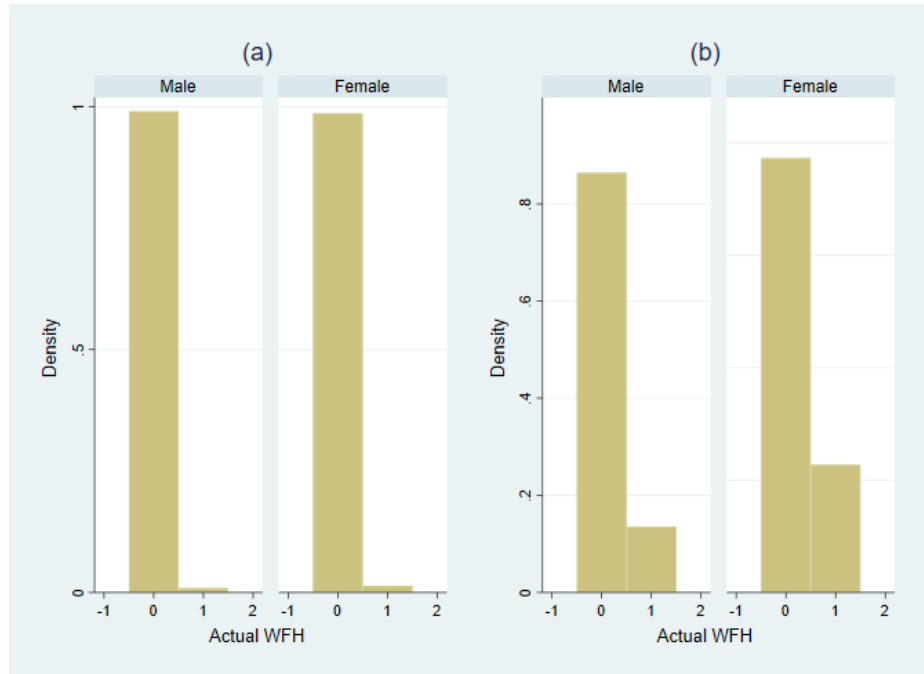 (a)
(b)
Male
Female
Male
Female
Density
1
.5
0
-1 0 1 2
-1 0 1 2
Actual WFH
Density
.8
.6
.4
.2
0
-1 0 1 2
-1 0 1 2
Actual WFH